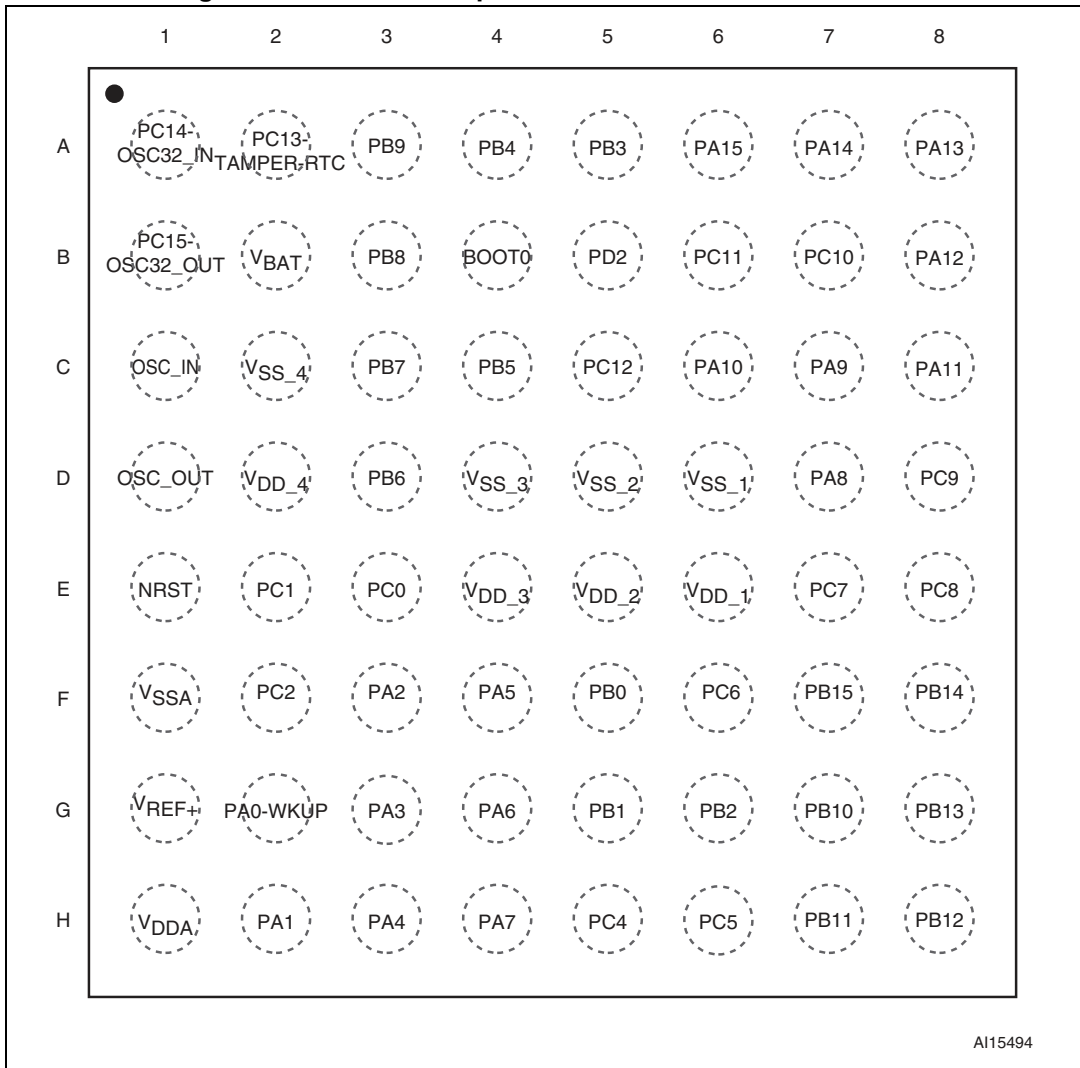 1 2 3 4 5 6 7 8
A PC14-OSC32_IN PC13-TAMPER-RTC PB9 PB4 PB3 PA15 PA14 PA13
B PC15-OSC32_OUT VBAT PB8 BOOT0 PD2 PC11 PC10 PA12
C OSC_IN VSS_4 PB7 PB5 PC12 PA10 PA9 PA11
D OSC_OUT VDD_4 PB6 VSS_3 VSS_2 VSS_1 PA8 PC9
E NRST PC1 PC0 VDD_3 VDD_2 VDD_1 PC7 PC8
F VSSA PC2 PA2 PA5 PB0 PC6 PB15 PB14
G VREF+ PA0-WKUP PA3 PA6 PB1 PB2 PB10 PB13
H VDDA PA1 PA4 PA7 PC4 PC5 PB11 PB12
AI15494